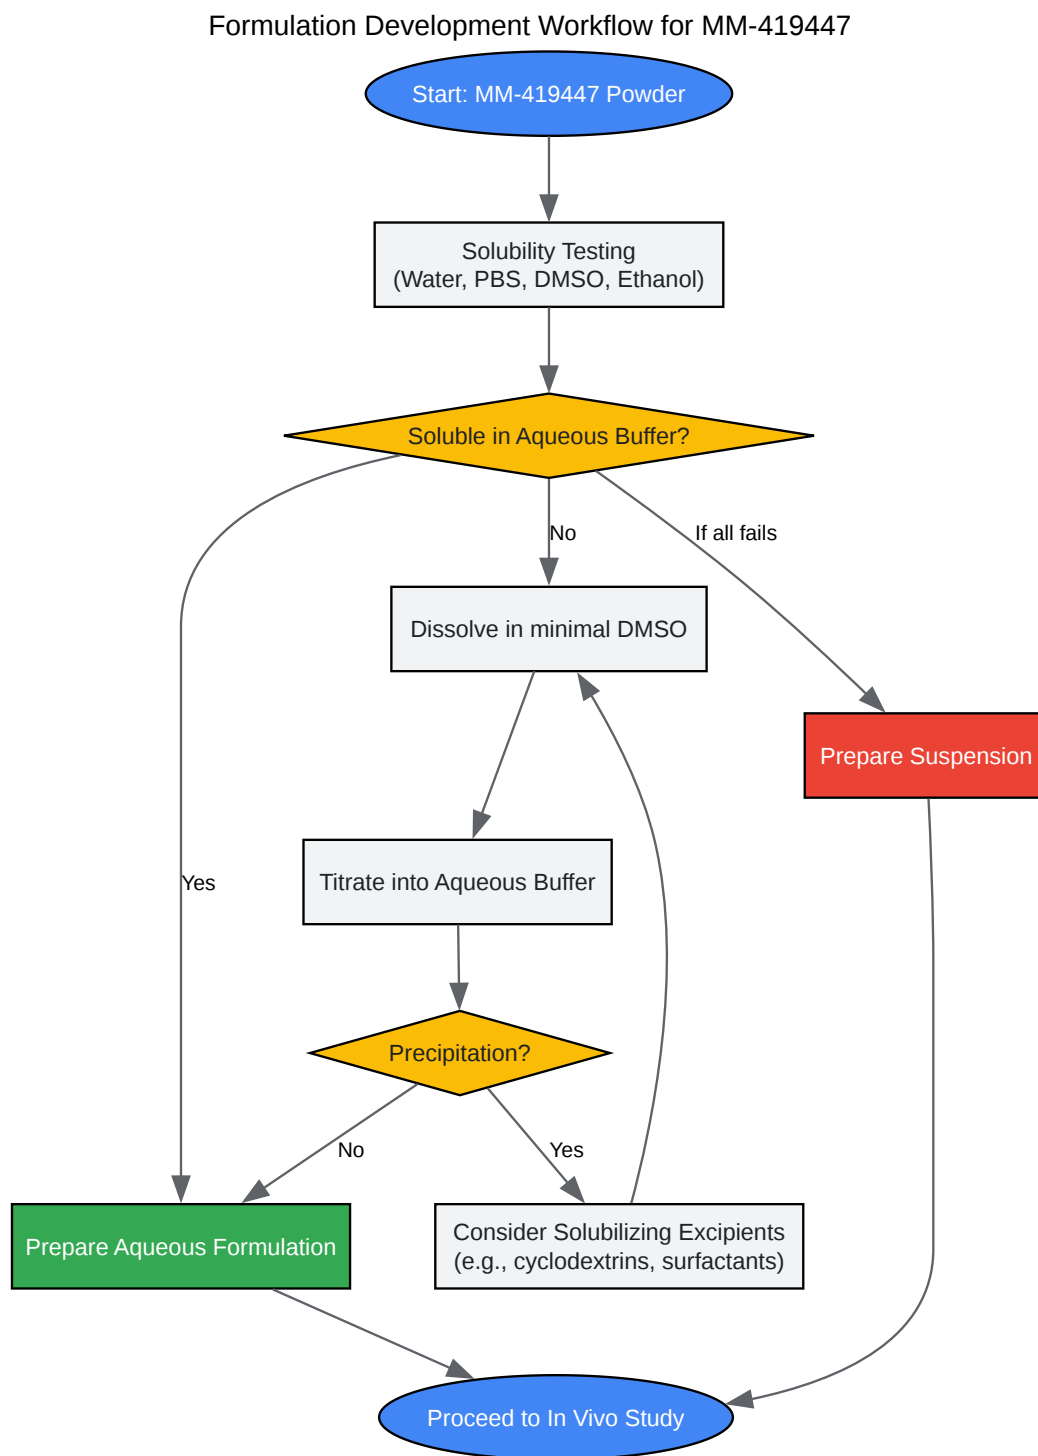 Formulation Development Workflow for MM-419447
Start: MM-419447 Powder
Solubility Testing
(Water, PBS, DMSO, Ethanol)
Soluble in Aqueous Buffer?
No
If all fails
Dissolve in minimal DMSO
Prepare Suspension
Titrate into Aqueous Buffer
Yes
Precipitation?
No
Yes
Prepare Aqueous Formulation
Consider Solubilizing Excipients
(e.g., cyclodextrins, surfactants)
Proceed to In Vivo Study